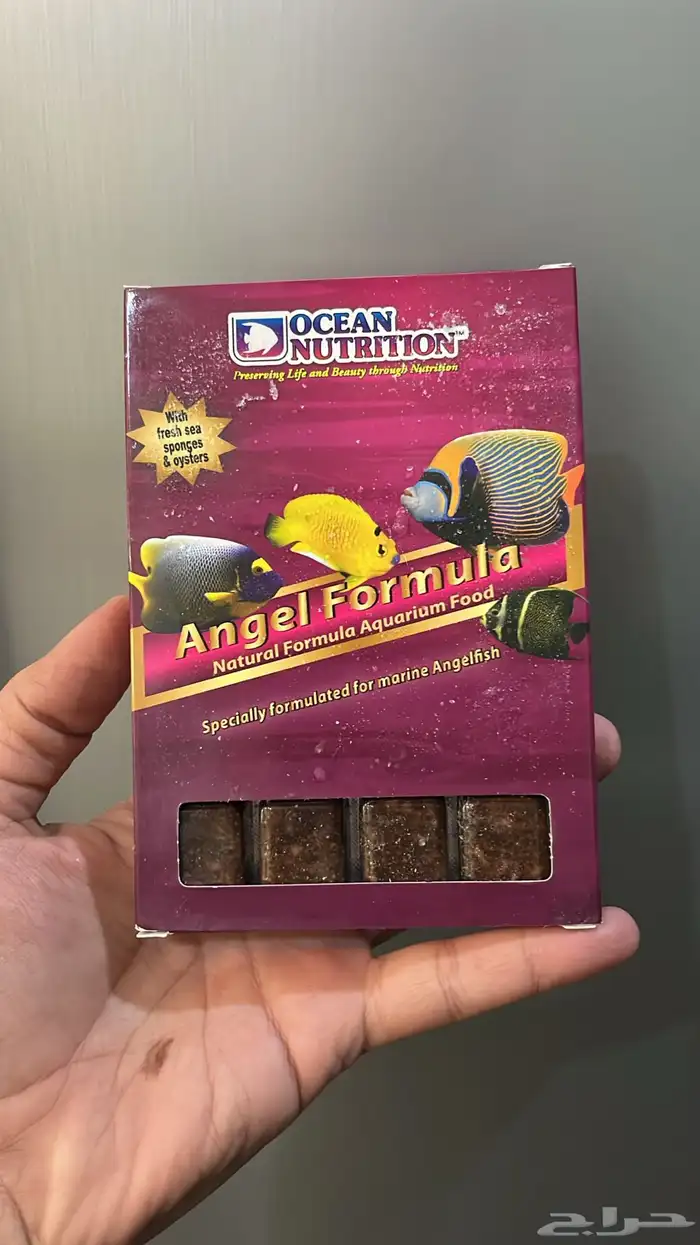 OCEAN
NUTRITION™
Preserving Life and Beauty through Nutrition
With
fresh sea
sponges
& oysters
Angel Formula
Natural Formula Aquarium Food
Specially formulated for marine Angelfish
حراج